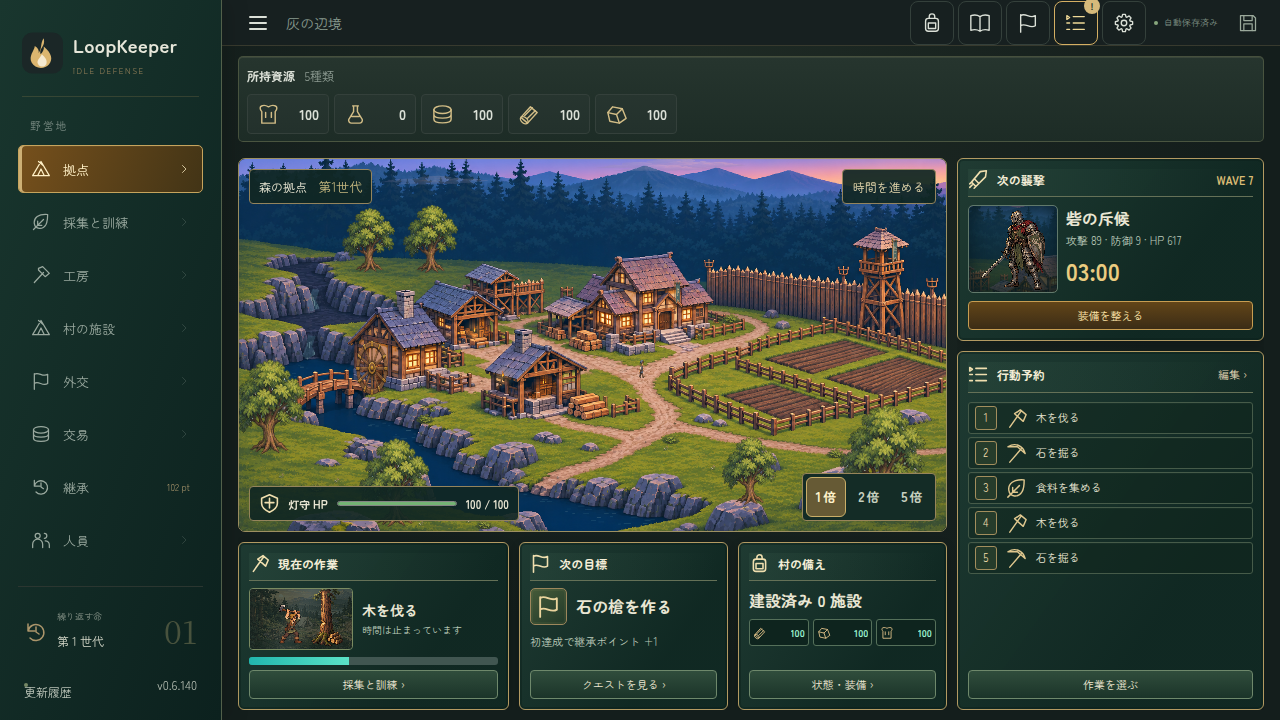 LoopKeeper
IDLE DEFENSE
野営地
拠点
採集と訓練
工房
村の施設
外交
交易
継承 102 pt
人員
繰り返す命
第 1 世代 01
更新履歴 v0.6.140
灰の辺境
!
自動保存済み
所持資源 5種類
100 0 100 100 100
森の拠点 第1世代
時間を進める
灯守 HP 100 / 100
1倍 2倍 5倍
次の襲撃 WAVE 7
砦の斥候
攻撃 89 · 防御 9 · HP 617
03:00
装備を整える
行動予約 編集 ›
1 木を伐る
2 石を掘る
3 食料を集める
4 木を伐る
5 石を掘る
作業を選ぶ
現在の作業
木を伐る
時間は止まっています
採集と訓練 ›
次の目標
石の槍を作る
初達成で継承ポイント +1
クエストを見る ›
村の備え
建設済み 0 施設
100 100 100
状態・装備 ›